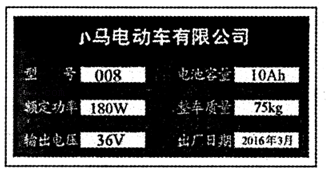 小马电动车有限公司
型 号 008 电池容量 10Ah
额定功率 180W 整车质量 75kg
输出电压 36V 出厂日期 2016年3月